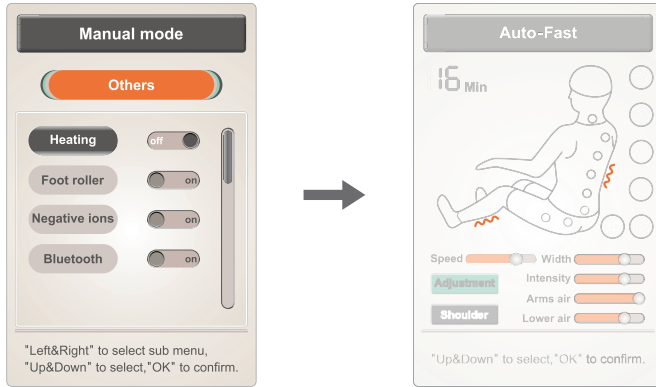 Manual mode
Others
Heating
off
Foot roller
on
Negative ions
on
Bluetooth
on
"Left&Right" to select sub menu,
"Up&Down" to select,"OK" to confirm.
Auto-Fast
16 Min
Speed
Width
Adjustment
Intensity
Arms air
Shoulder
Lower air
"Up&Down" to select,"OK" to confirm.